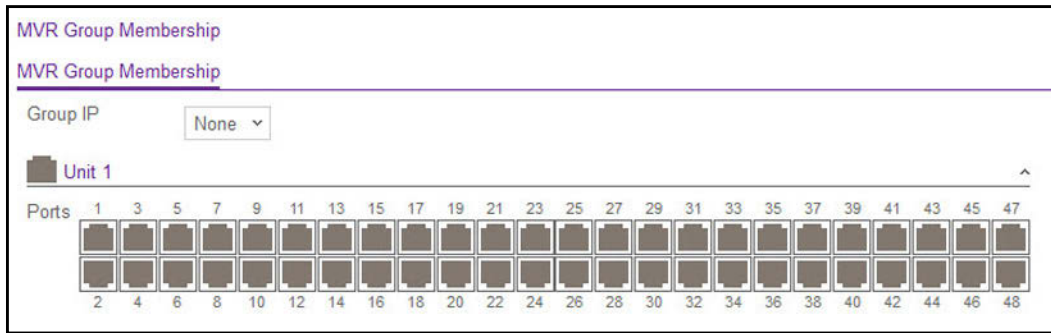 MVR Group Membership
MVR Group Membership
Group IP None
Unit 1
Ports 1 3 5 7 9 11 13 15 17 19 21 23 25 27 29 31 33 35 37 39 41 43 45 47
2 4 6 8 10 12 14 16 18 20 22 24 26 28 30 32 34 36 38 40 42 44 46 48